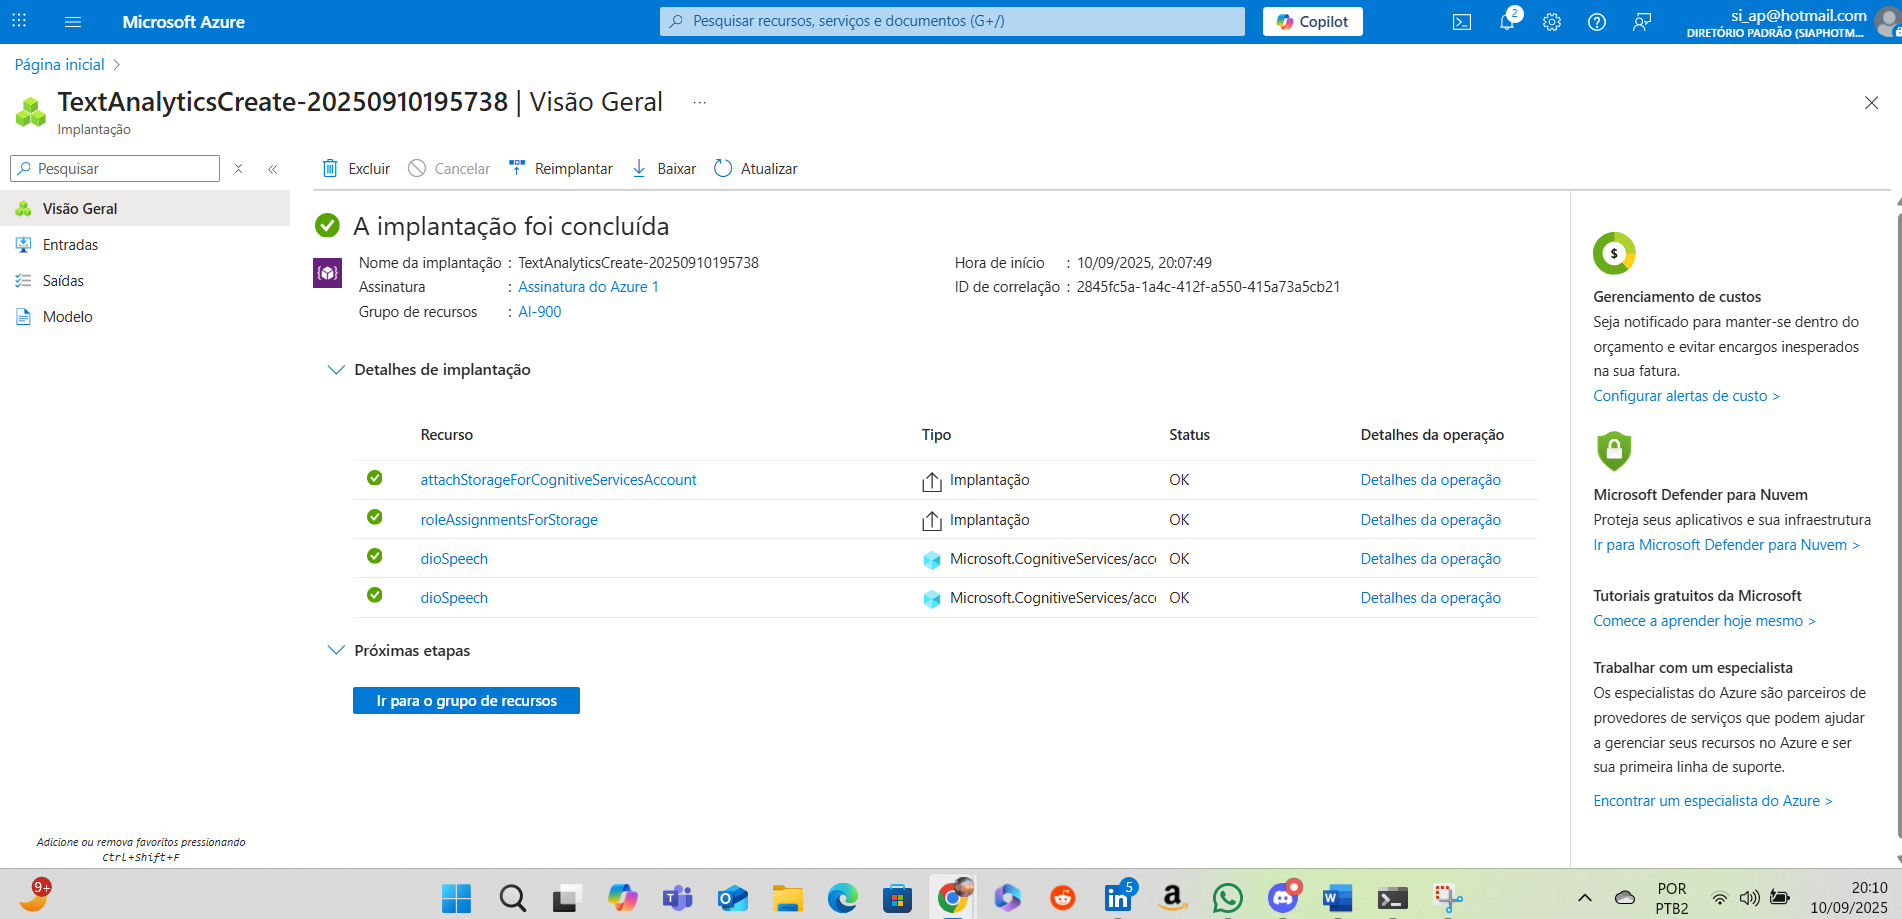 Microsoft Azure
Pesquisar recursos, serviços e documentos (G+/)
Copilot
2
si_ap@hotmail.com
DIRETÓRIO PADRÃO (SIAPHOTM...
Página inicial
TextAnalyticsCreate-20250910195738 | Visão Geral ...
Implantação
Pesquisar
Excluir
Cancelar
Reimplantar
Baixar
Atualizar
Visão Geral
Entradas
Saídas
Modelo
A implantação foi concluída
Nome da implantação : TextAnalyticsCreate-20250910195738
Assinatura : Assinatura do Azure 1
Grupo de recursos : AI-900
Hora de início : 10/09/2025, 20:07:49
ID de correlação : 2845fc5a-1a4c-412f-a550-415a73a5cb21
Detalhes de implantação
Recurso Tipo Status Detalhes da operação
attachStorageForCognitiveServicesAccount Implantação OK Detalhes da operação
roleAssignmentsForStorage Implantação OK Detalhes da operação
dioSpeech Microsoft.CognitiveServices/acc OK Detalhes da operação
dioSpeech Microsoft.CognitiveServices/acc OK Detalhes da operação
Próximas etapas
Ir para o grupo de recursos
$
Gerenciamento de custos
Seja notificado para manter-se dentro do
orçamento e evitar encargos inesperados
na sua fatura.
Configurar alertas de custo >
Microsoft Defender para Nuvem
Proteja seus aplicativos e sua infraestrutura
Ir para Microsoft Defender para Nuvem >
Tutoriais gratuitos da Microsoft
Comece a aprender hoje mesmo >
Trabalhar com um especialista
Os especialistas do Azure são parceiros de
provedores de serviços que podem ajudar
a gerenciar seus recursos no Azure e ser
sua primeira linha de suporte.
Encontrar um especialista do Azure >
Adicione ou remova favoritos pressionando
Ctrl+Shift+F
9+
5
POR
PTB2
20:10
10/09/2025